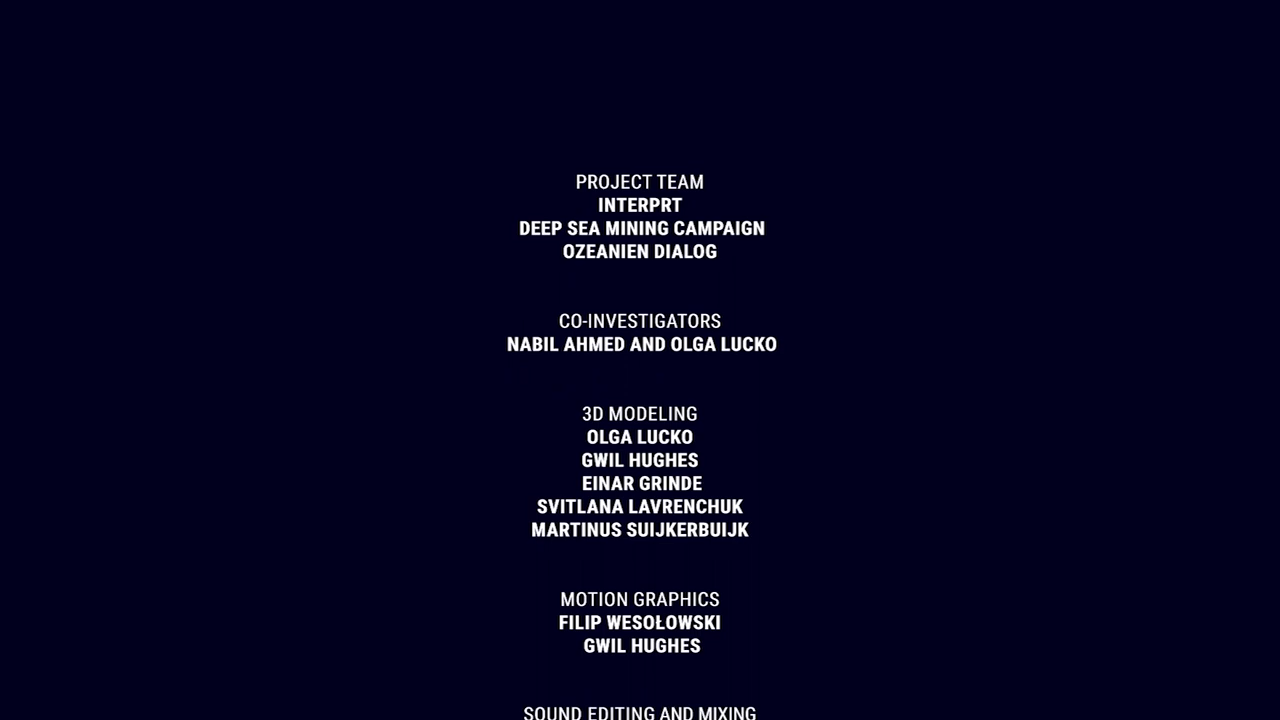 PROJECT TEAM
INTERPRT
DEEP SEA MINING CAMPAIGN
OZEANIEN DIALOG
CO-INVESTIGATORS
NABIL AHMED AND OLGA LUCKO
3D MODELING
OLGA LUCKO
GWIL HUGHES
EINAR GRINDE
SVITLANA LAVRENCHUK
MARTINUS SUIJKERBUIJK
MOTION GRAPHICS
FILIP WESOŁOWSKI
GWIL HUGHES
SOUND EDITING AND MIXING